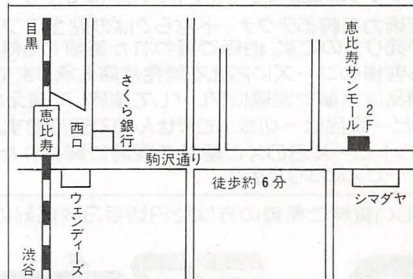 目黒
恵比寿
渋谷
西口
さくら銀行
駒沢通り
ウェンディーズ
徒歩約6分
恵比寿サンモール
2F
シマダヤ